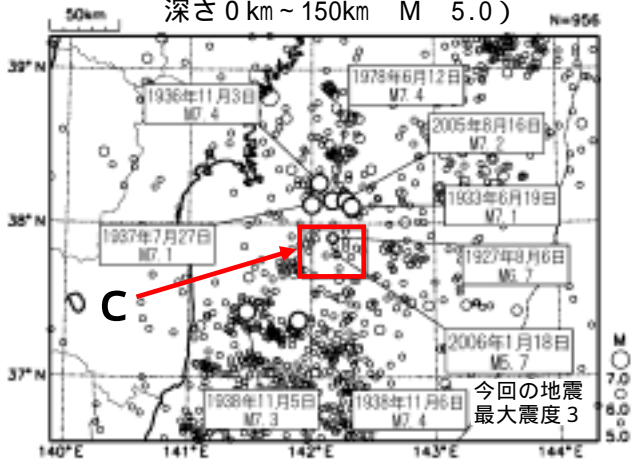 深さ０km～150km　M　5.0）
50km
N=956
39°N
1978年6月12日
M7.4
1936年11月3日
M7.4
2005年8月16日
M7.2
1933年6月19日
M7.1
38°N
1937年7月27日
M7.1
1927年8月6日
M6.7
C
2006年1月18日
M5.7
M
7.0
6.0
5.0
37°N
1938年11月5日
M7.3
1938年11月6日
M7.4
今回の地震
最大震度３
140°E
141°E
142°E
143°E
144°E